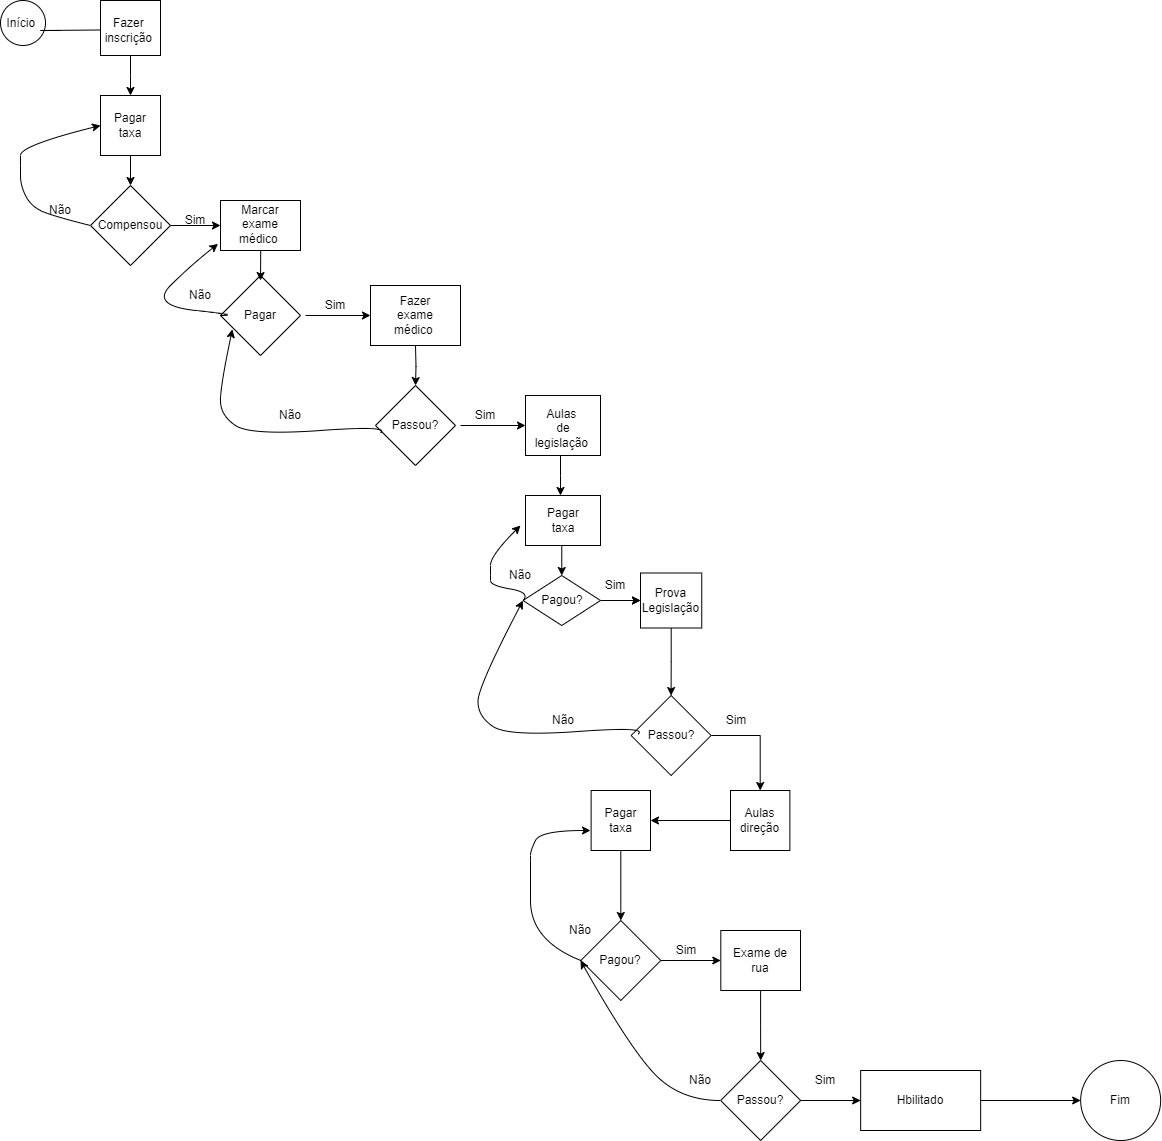 Início
Fazer
inscrição
Pagar
taxa
Não
Compensou
Sim
Marcar
exame
médico
Não
Pagar
Sim
Fazer
exame
médico
Não
Passou?
Sim
Aulas
de
legislação
Pagar
taxa
Não
Pagou?
Sim
Prova
Legislação
Não
Passou?
Sim
Aulas
direção
Pagar
taxa
Não
Pagou?
Sim
Exame de
rua
Não
Passou?
Sim
Hbilitado
Fim